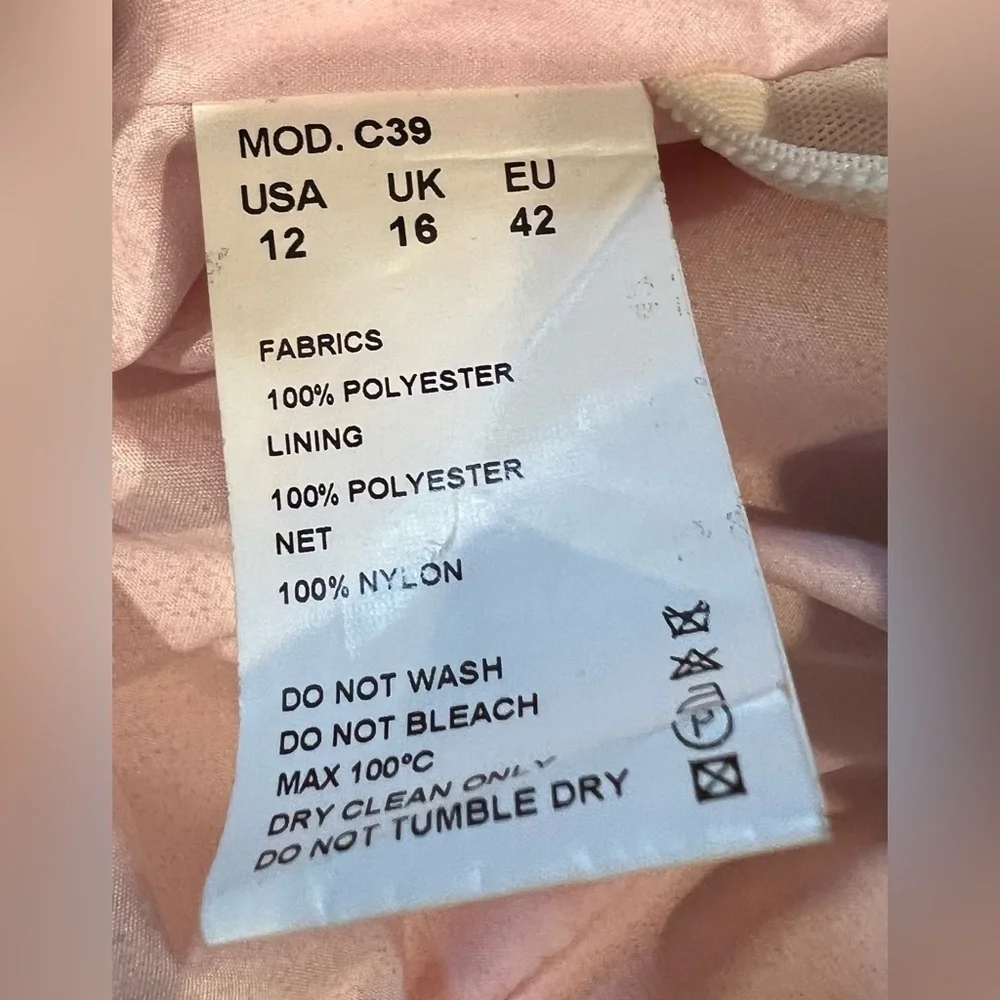 MOD. C39
USA UK EU
12 16 42
FABRICS
100% POLYESTER
LINING
100% POLYESTER
NET
100% NYLON
DO NOT WASH
DO NOT BLEACH
MAX 100°C
DRY CLEAN ONLY
DO NOT TUMBLE DRY
P